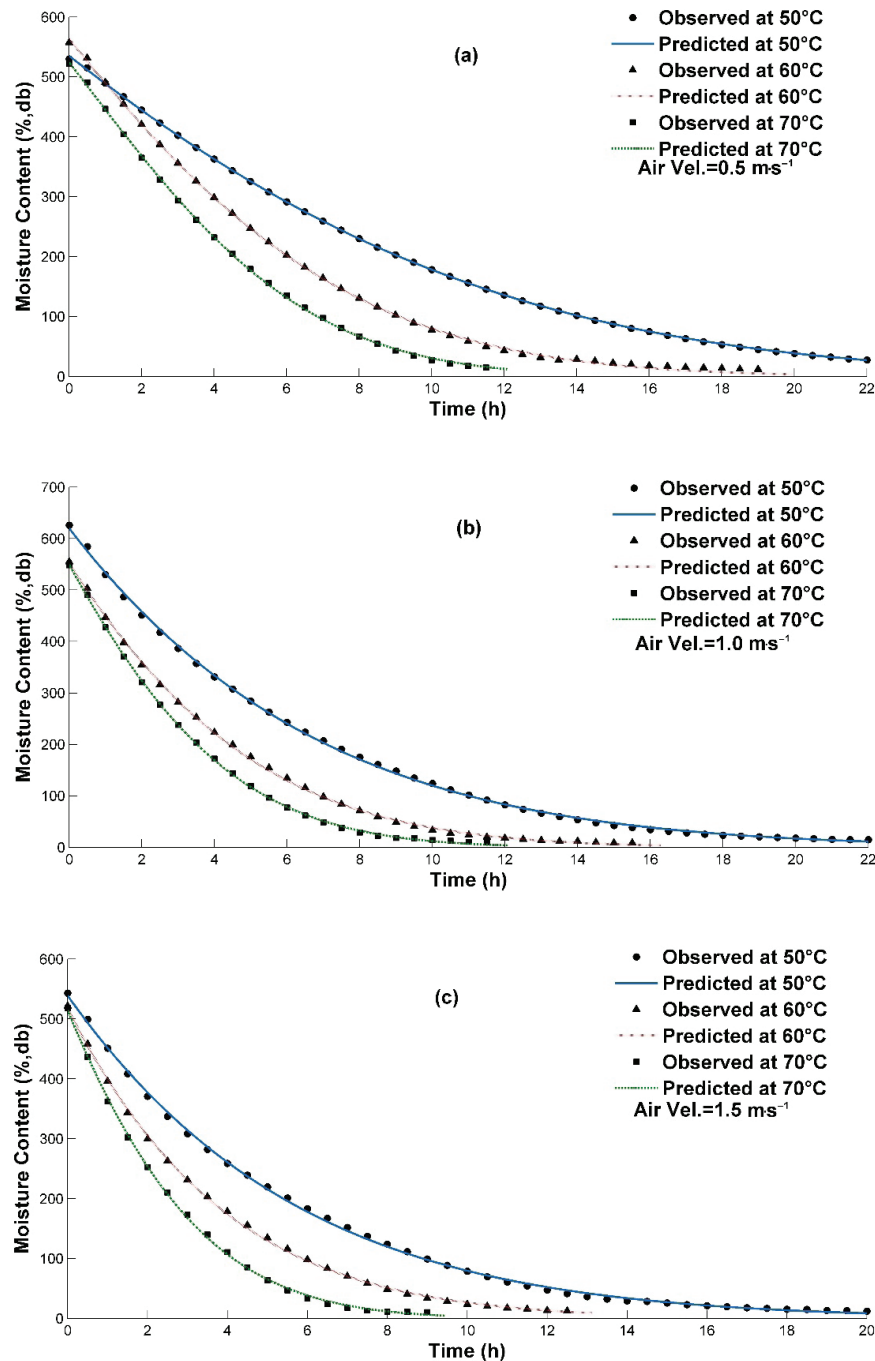 600
500
400
300
200
100
0
Moisture Content (%,db)
(a)
Observed at 50°C
Predicted at 50°C
Observed at 60°C
Predicted at 60°C
Observed at 70°C
Predicted at 70°C
Air Vel.=0.5 m·s⁻¹
0 2 4 6 8 10 12 14 16 18 20 22
Time (h)
700
600
500
400
300
200
100
0
Moisture Content (%,db)
(b)
Observed at 50°C
Predicted at 50°C
Observed at 60°C
Predicted at 60°C
Observed at 70°C
Predicted at 70°C
Air Vel.=1.0 m·s⁻¹
0 2 4 6 8 10 12 14 16 18 20 22
Time (h)
600
500
400
300
200
100
0
Moisture Content (%,db)
(c)
Observed at 50°C
Predicted at 50°C
Observed at 60°C
Predicted at 60°C
Observed at 70°C
Predicted at 70°C
Air Vel.=1.5 m·s⁻¹
0 2 4 6 8 10 12 14 16 18 20
Time (h)